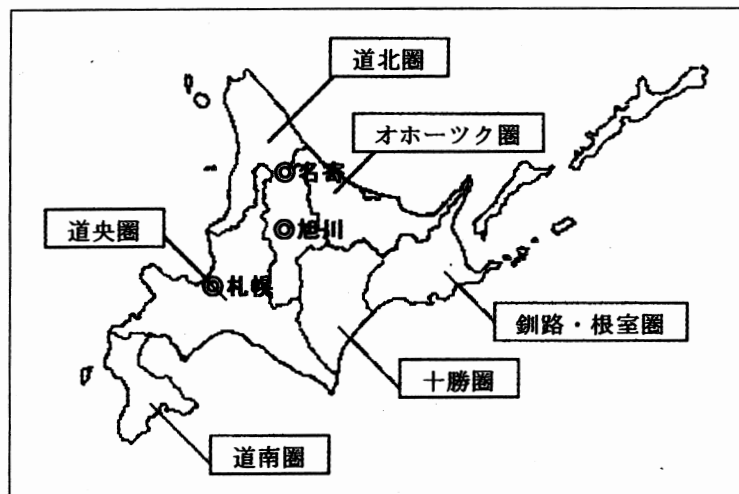 道北圏
オホーツク圏
◎名寄
道央圏
◎旭川
◎札幌
釧路・根室圏
十勝圏
道南圏